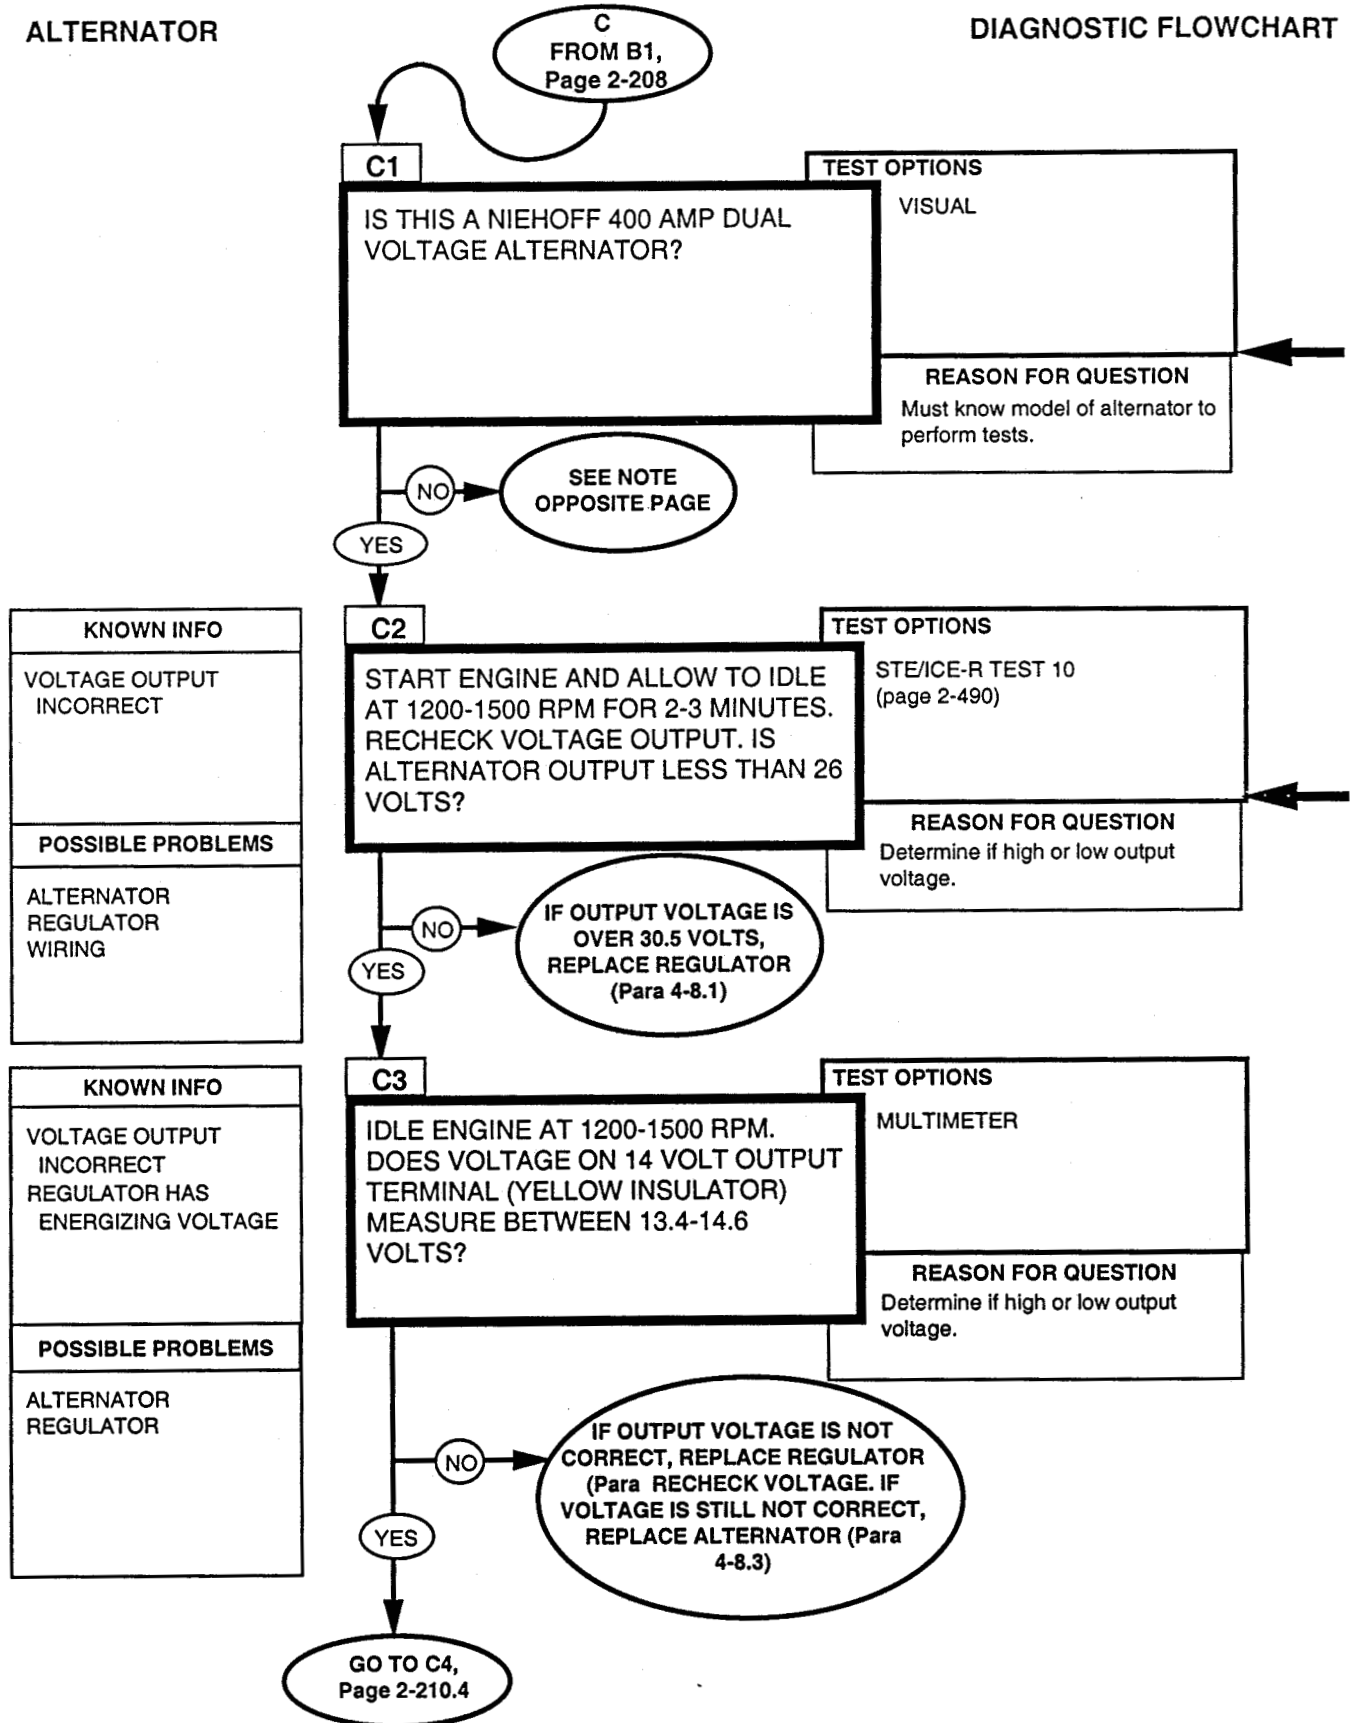 ALTERNATOR
DIAGNOSTIC FLOWCHART
C
FROM B1,
Page 2-208
C1
IS THIS A NIEHOFF 400 AMP DUAL
VOLTAGE ALTERNATOR?
TEST OPTIONS
VISUAL
REASON FOR QUESTION
Must know model of alternator to
perform tests.
NO
SEE NOTE
OPPOSITE PAGE
YES
KNOWN INFO
VOLTAGE OUTPUT
INCORRECT
POSSIBLE PROBLEMS
ALTERNATOR
REGULATOR
WIRING
C2
START ENGINE AND ALLOW TO IDLE
AT 1200-1500 RPM FOR 2-3 MINUTES.
RECHECK VOLTAGE OUTPUT. IS
ALTERNATOR OUTPUT LESS THAN 26
VOLTS?
TEST OPTIONS
STE/ICE-R TEST 10
(page 2-490)
REASON FOR QUESTION
Determine if high or low output
voltage.
NO
IF OUTPUT VOLTAGE IS
OVER 30.5 VOLTS,
REPLACE REGULATOR
(Para 4-8.1)
YES
KNOWN INFO
VOLTAGE OUTPUT
INCORRECT
REGULATOR HAS
ENERGIZING VOLTAGE
POSSIBLE PROBLEMS
ALTERNATOR
REGULATOR
C3
IDLE ENGINE AT 1200-1500 RPM.
DOES VOLTAGE ON 14 VOLT OUTPUT
TERMINAL (YELLOW INSULATOR)
MEASURE BETWEEN 13.4-14.6
VOLTS?
TEST OPTIONS
MULTIMETER
REASON FOR QUESTION
Determine if high or low output
voltage.
NO
IF OUTPUT VOLTAGE IS NOT
CORRECT, REPLACE REGULATOR
(Para RECHECK VOLTAGE. IF
VOLTAGE IS STILL NOT CORRECT,
REPLACE ALTERNATOR (Para
4-8.3)
YES
GO TO C4,
Page 2-210.4